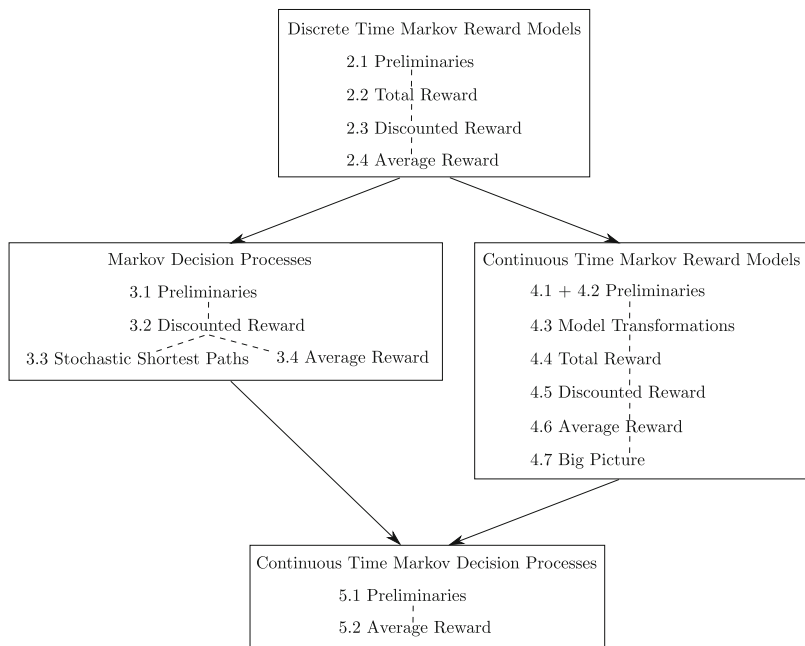 Discrete Time Markov Reward Models
2.1 Preliminaries
2.2 Total Reward
2.3 Discounted Reward
2.4 Average Reward
Markov Decision Processes
3.1 Preliminaries
3.2 Discounted Reward
3.3 Stochastic Shortest Paths
3.4 Average Reward
Continuous Time Markov Reward Models
4.1 + 4.2 Preliminaries
4.3 Model Transformations
4.4 Total Reward
4.5 Discounted Reward
4.6 Average Reward
4.7 Big Picture
Continuous Time Markov Decision Processes
5.1 Preliminaries
5.2 Average Reward